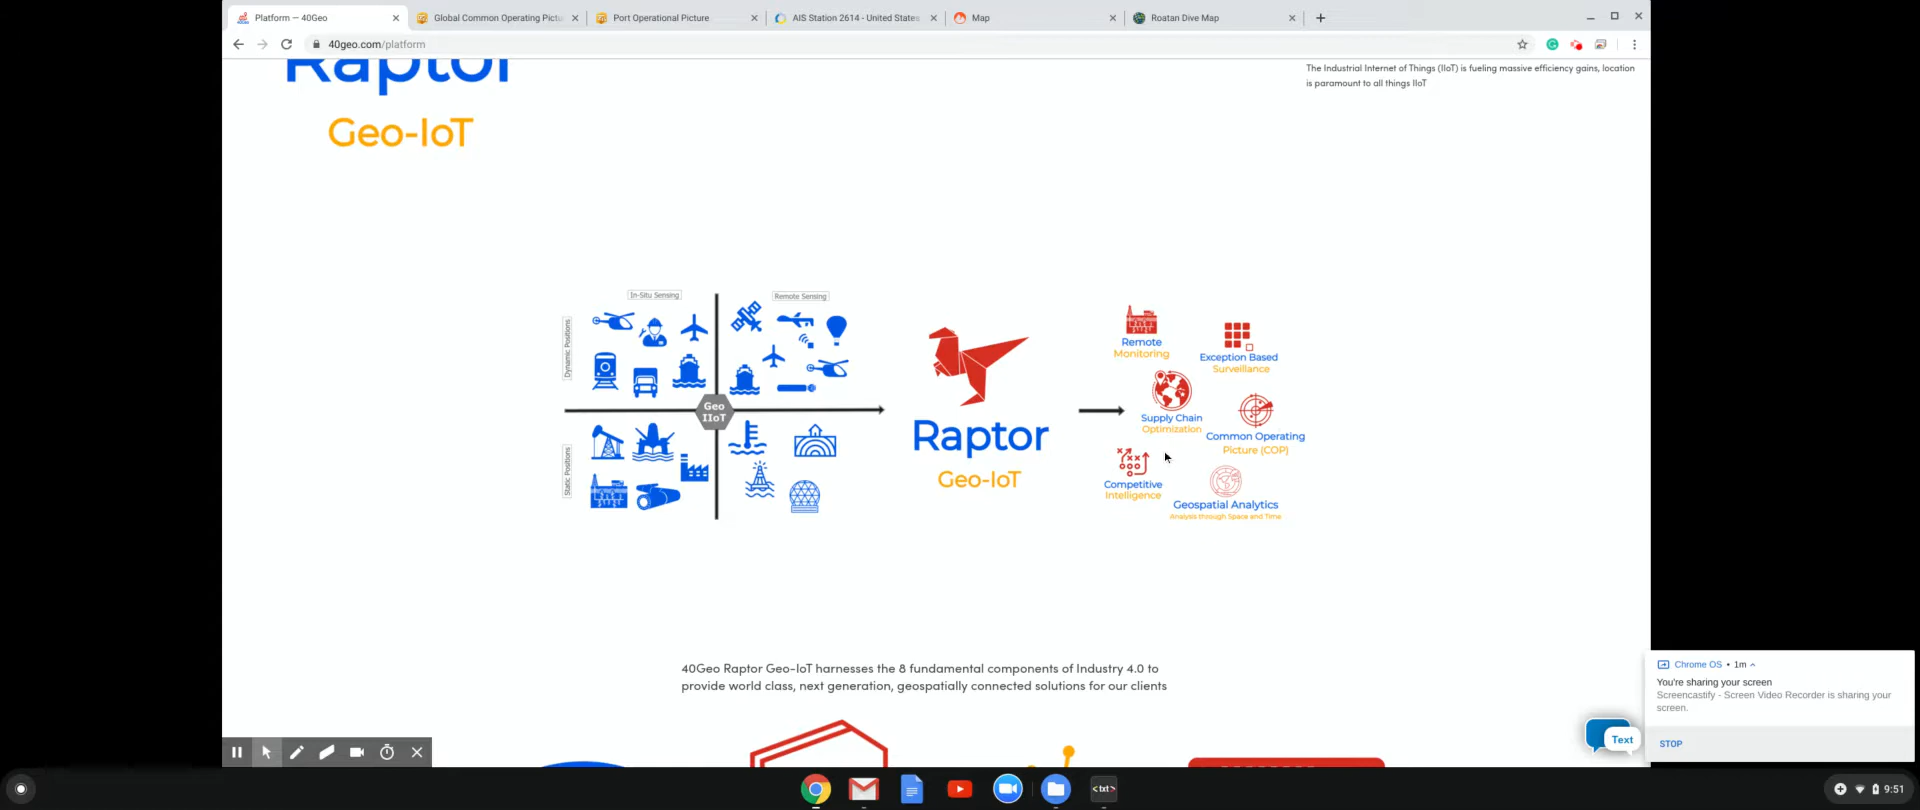 Platform — 40Geo
Global Common Operating Pictu
Port Operational Picture
AIS Station 2614 - United States
Map
Roatan Dive Map
40geo.com/platform
Raptor
Geo-IoT
The Industrial Internet of Things (IIoT) is fueling massive efficiency gains, location
is paramount to all things IIoT
In-Situ Sensing
Remote Sensing
Dynamic Positions
Static Positions
Geo
IIoT
Raptor
Geo-IoT
Remote
Monitoring
Exception Based
Surveillance
Supply Chain
Optimization
Common Operating
Picture (COP)
Competitive
Intelligence
Geospatial Analytics
Analysis through Space and Time
40Geo Raptor Geo-IoT harnesses the 8 fundamental components of Industry 4.0 to
provide world class, next generation, geospatially connected solutions for our clients
Chrome OS • 1m
You're sharing your screen
Screencastify - Screen Video Recorder is sharing your
screen.
STOP
Text
<txt>
9:51